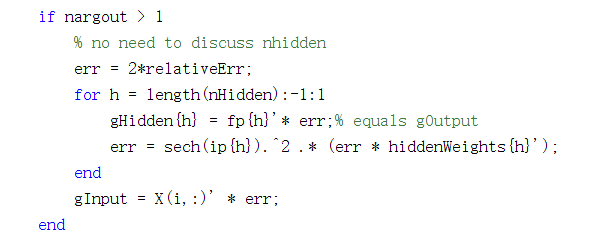 if nargout > 1
% no need to discuss nhidden
err = 2*relativeErr;
for h = length(nHidden):-1:1
gHidden{h} = fp{h}'* err;% equals gOutput
err = sech(ip{h}).^2 .* (err * hiddenWeights{h}');
end
gInput = X(i,:)' * err;
end